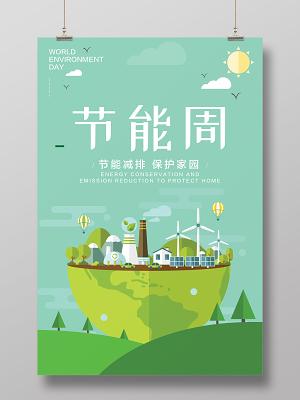 WORLD
ENVIRONMENT
DAY
节能周
节能减排 保护家园
ENERGY CONSERVATION AND
EMISSION REDUCTION TO PROTECT HOME